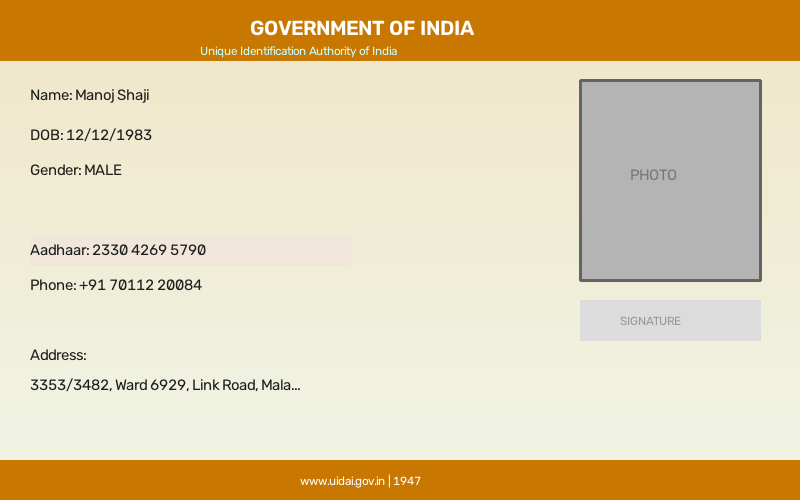 GOVERNMENT OF INDIA
Unique Identification Authority of India
Name: Manoj Shaji
DOB: 12/12/1983
Gender: MALE
PHOTO
Aadhaar: 2330 4269 5790
Phone: +91 70112 20084
SIGNATURE
Address:
3353/3482, Ward 6929, Link Road, Mala...
www.uidai.gov.in | 1947